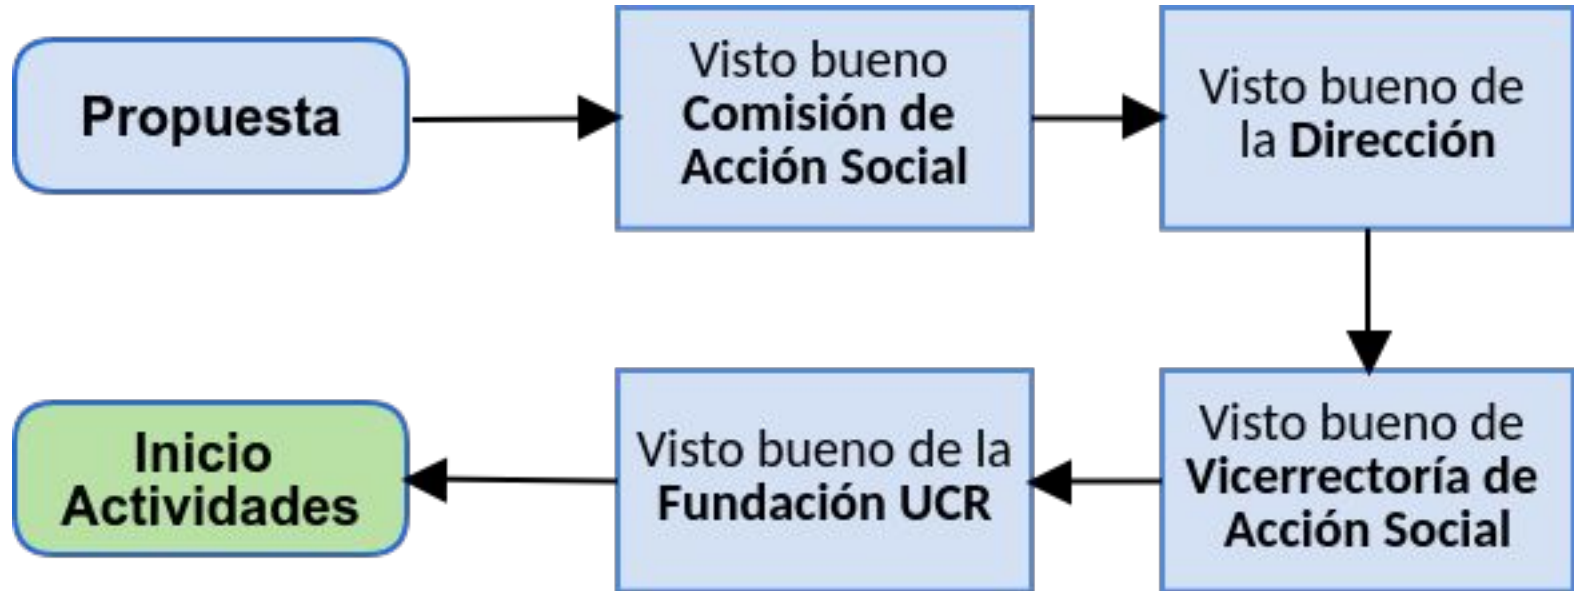 Propuesta
Visto bueno
Comisión de
Acción Social
Visto bueno de
la Dirección
Visto bueno de
Vicerrectoría de
Acción Social
Visto bueno de la
Fundación UCR
Inicio
Actividades